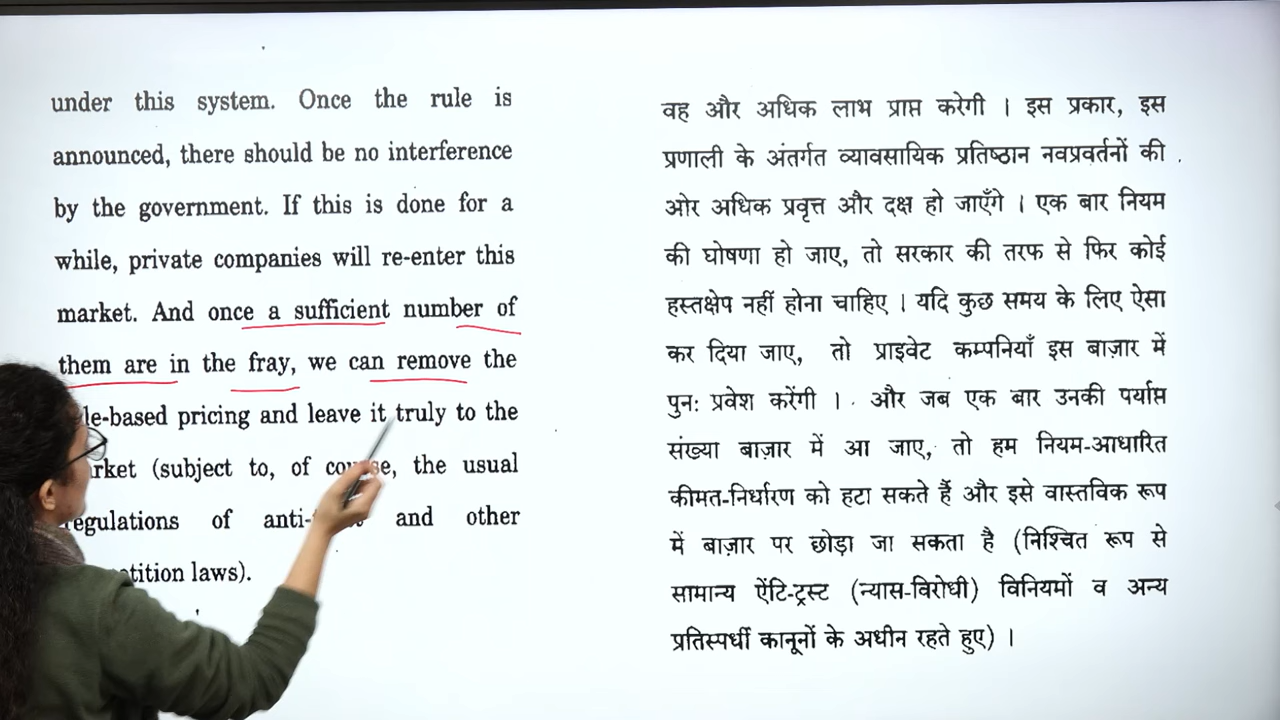 under this system. Once the rule is
announced, there should be no interference
by the government. If this is done for a
while, private companies will re-enter this
market. And once a sufficient number of
them are in the fray, we can remove the
le-based pricing and leave it truly to the
rket (subject to, of course, the usual
regulations of anti- and other
tition laws).
वह और अधिक लाभ प्राप्त करेगी । इस प्रकार, इस
प्रणाली के अंतर्गत व्यावसायिक प्रतिष्ठान नवप्रवर्तनों की
ओर अधिक प्रवृत्त और दक्ष हो जाएँगे । एक बार नियम
की घोषणा हो जाए, तो सरकार की तरफ से फिर कोई
हस्तक्षेप नहीं होना चाहिए । यदि कुछ समय के लिए ऐसा
कर दिया जाए, तो प्राइवेट कम्पनियाँ इस बाज़ार में
पुनः प्रवेश करेंगी । और जब एक बार उनकी पर्याप्त
संख्या बाज़ार में आ जाए, तो हम नियम-आधारित
कीमत-निर्धारण को हटा सकते हैं और इसे वास्तविक रूप
में बाज़ार पर छोड़ा जा सकता है (निश्चित रूप से
सामान्य ऐंटि-ट्रस्ट (न्यास-विरोधी) विनियमों व अन्य
प्रतिस्पर्धी कानूनों के अधीन रहते हुए) ।